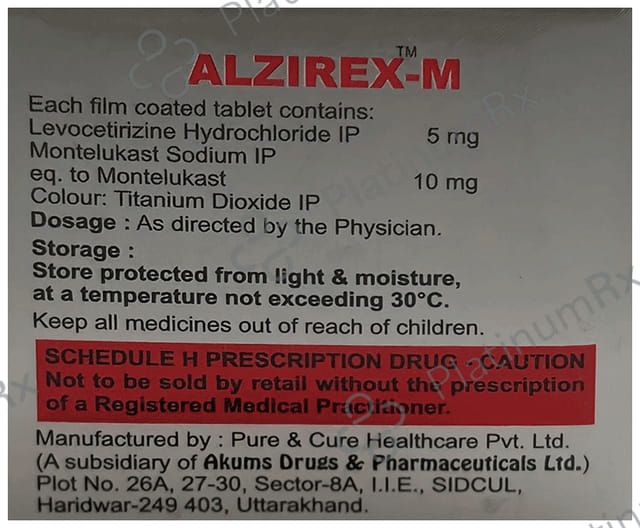 ALZIREX-M
TM
Each film coated tablet contains:
Levocetirizine Hydrochloride IP 5 mg
Montelukast Sodium IP
eq. to Montelukast 10 mg
Colour: Titanium Dioxide IP
Dosage : As directed by the Physician.
Storage :
Store protected from light & moisture,
at a temperature not exceeding 30°C.
Keep all medicines out of reach of children.
SCHEDULE H PRESCRIPTION DRUG - CAUTION
Not to be sold by retail without the prescription
of a Registered Medical Practitioner.
Manufactured by : Pure & Cure Healthcare Pvt. Ltd.
(A subsidiary of Akums Drugs & Pharmaceuticals Ltd.)
Plot No. 26A, 27-30, Sector-8A, I.I.E., SIDCUL,
Haridwar-249 403, Uttarakhand.
PlatinumRx
PlatinumRx